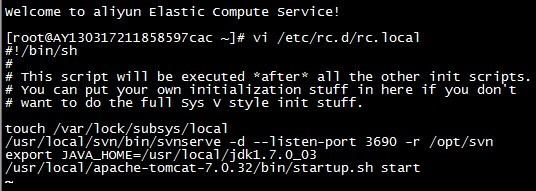 Welcome to aliyun Elastic Compute Service!
[root@AY130317211858597cac ~]# vi /etc/rc.d/rc.local
#!/bin/sh
#
# This script will be executed *after* all the other init scripts.
# You can put your own initialization stuff in here if you don't
# want to do the full Sys V style init stuff.
touch /var/lock/subsys/local
/usr/local/svn/bin/svnserve -d --listen-port 3690 -r /opt/svn
export JAVA_HOME=/usr/local/jdk1.7.0_03
/usr/local/apache-tomcat-7.0.32/bin/startup.sh start
~